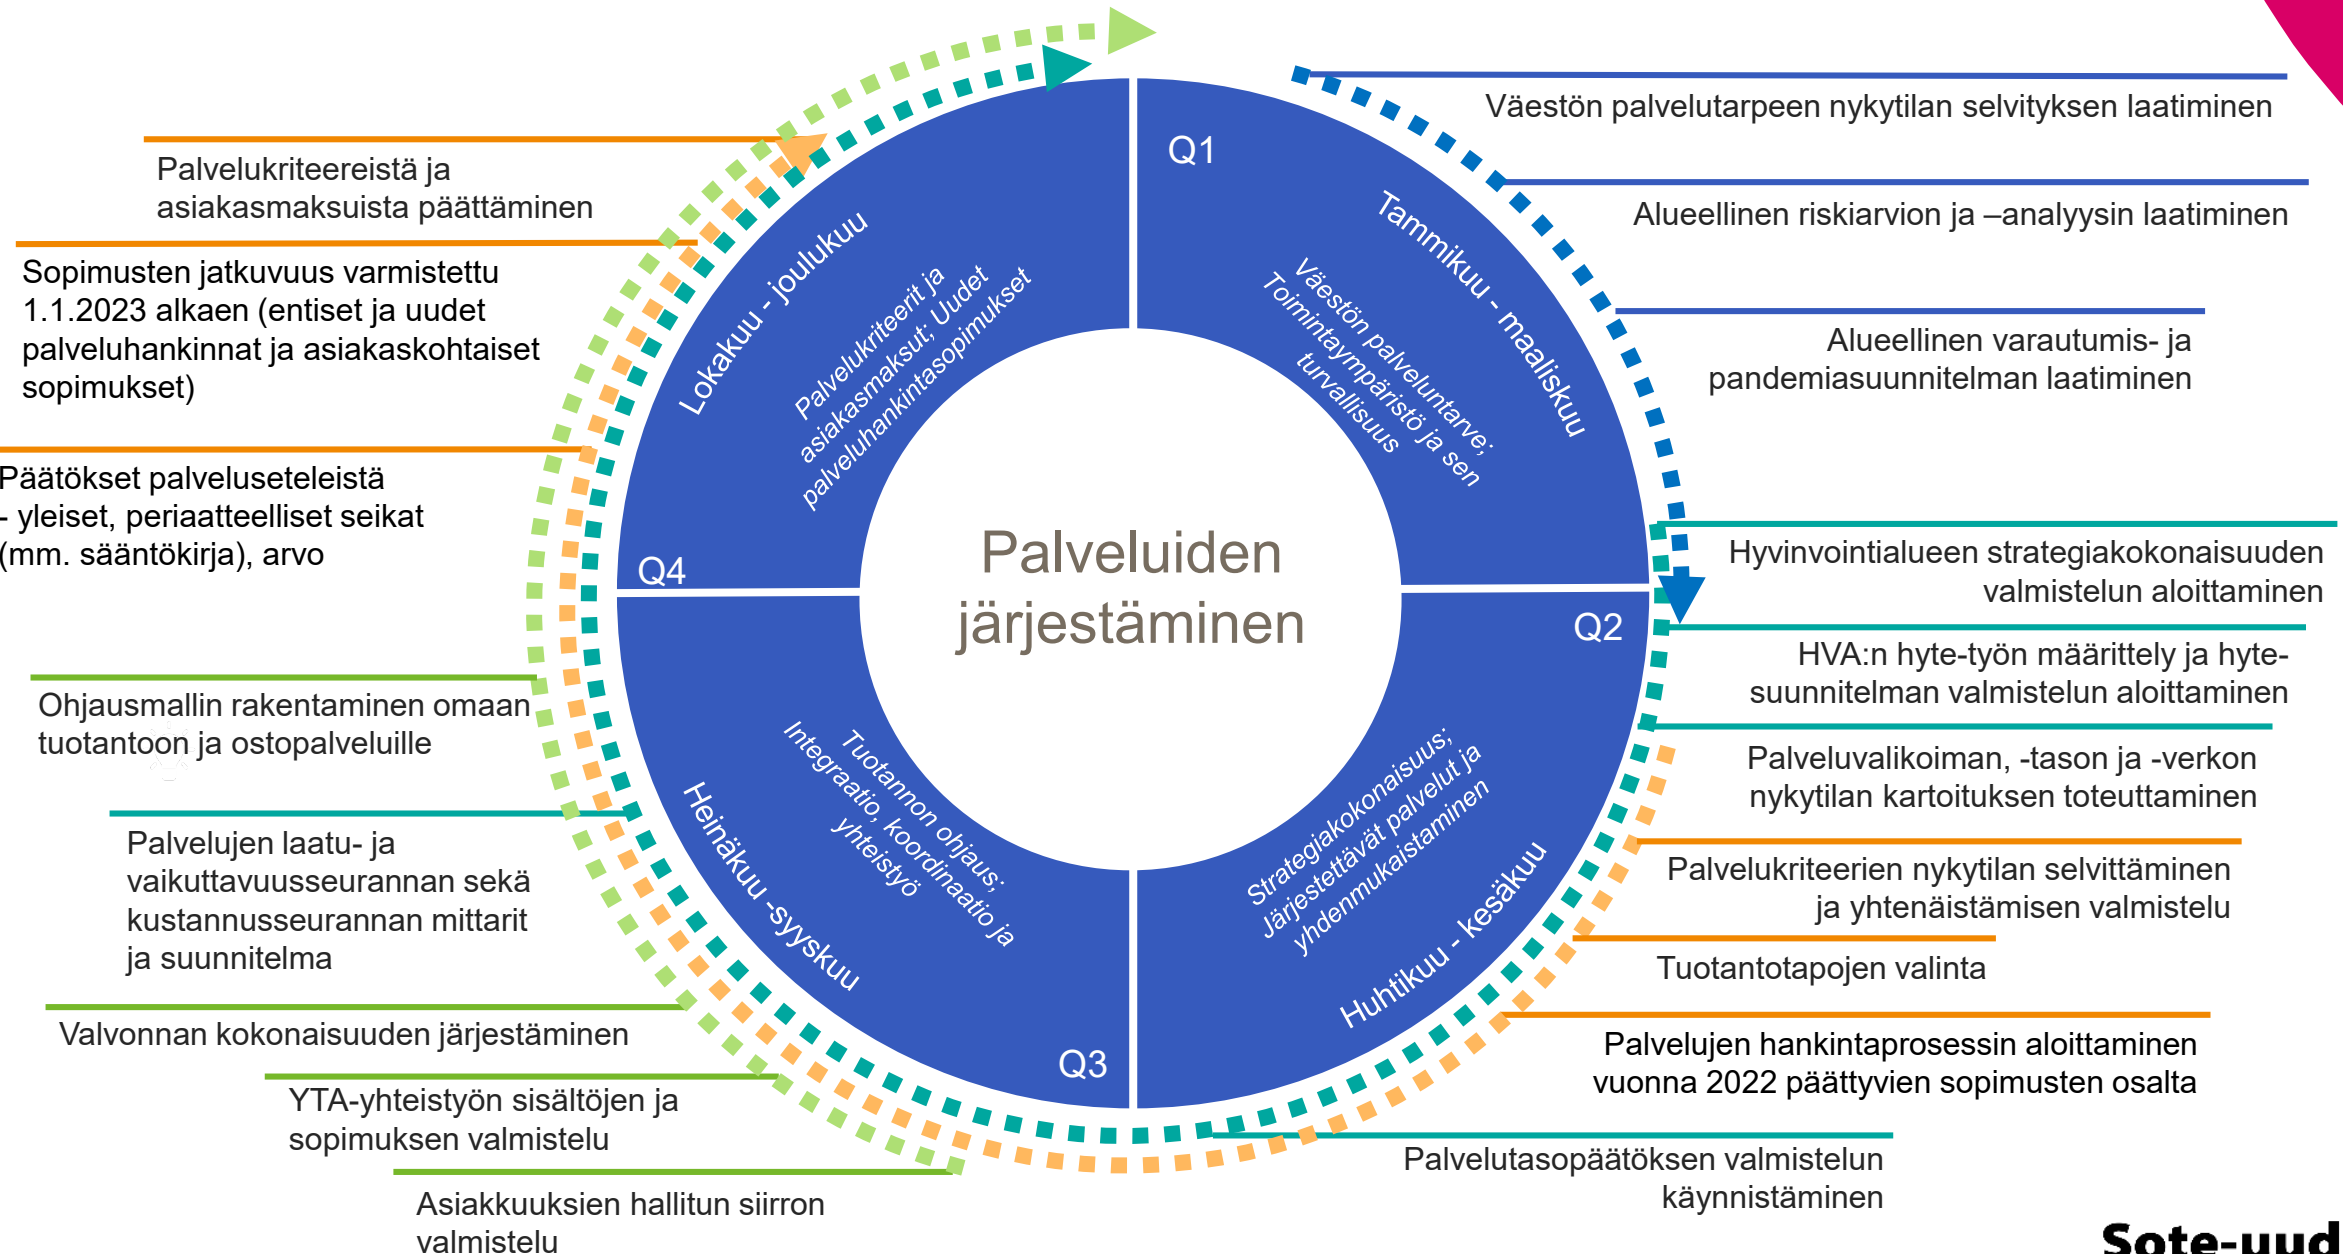 Palveluiden
järjestäminen
Q1
Tammikuu - maaliskuu
Väestön palveluntarve;
Toimintaympäristö ja sen
turvallisuus
Q2
Huhtikuu - kesäkuu
Strategiakokonaisuus;
Järjestettävät palvelut ja
yhdenmukaistaminen
Q3
Heinäkuu -syyskuu
Tuotannon ohjaus;
Integraatio, koordinaatio ja
yhteistyö
Q4
Lokakuu - joulukuu
Palvelukriteerit ja
asiakasmaksut; Uudet
palveluhankintasopimukset
Väestön palvelutarpeen nykytilan selvityksen laatiminen
Alueellinen riskiarvion ja –analyysin laatiminen
Alueellinen varautumis- ja
pandemiasuunnitelman laatiminen
Hyvinvointialueen strategiakokonaisuuden
valmistelun aloittaminen
HVA:n hyte-työn määrittely ja hyte-
suunnitelman valmistelun aloittaminen
Palveluvalikoiman, -tason ja -verkon
nykytilan kartoituksen toteuttaminen
Palvelukriteerien nykytilan selvittäminen
ja yhtenäistämisen valmistelu
Tuotantotapojen valinta
Palvelujen hankintaprosessin aloittaminen
vuonna 2022 päättyvien sopimusten osalta
Palvelutasopäätöksen valmistelun
käynnistäminen
Asiakkuuksien hallitun siirron
valmistelu
YTA-yhteistyön sisältöjen ja
sopimuksen valmistelu
Valvonnan kokonaisuuden järjestäminen
Palvelujen laatu- ja
vaikuttavuusseurannan sekä
kustannusseurannan mittarit
ja suunnitelma
Ohjausmallin rakentaminen omaan
tuotantoon ja ostopalveluille
Päätökset palveluseteleistä
- yleiset, periaatteelliset seikat
(mm. sääntökirja), arvo
Sopimusten jatkuvuus varmistettu
1.1.2023 alkaen (entiset ja uudet
palveluhankinnat ja asiakaskohtaiset
sopimukset)
Palvelukriteereistä ja
asiakasmaksuista päättäminen
Sote-uud